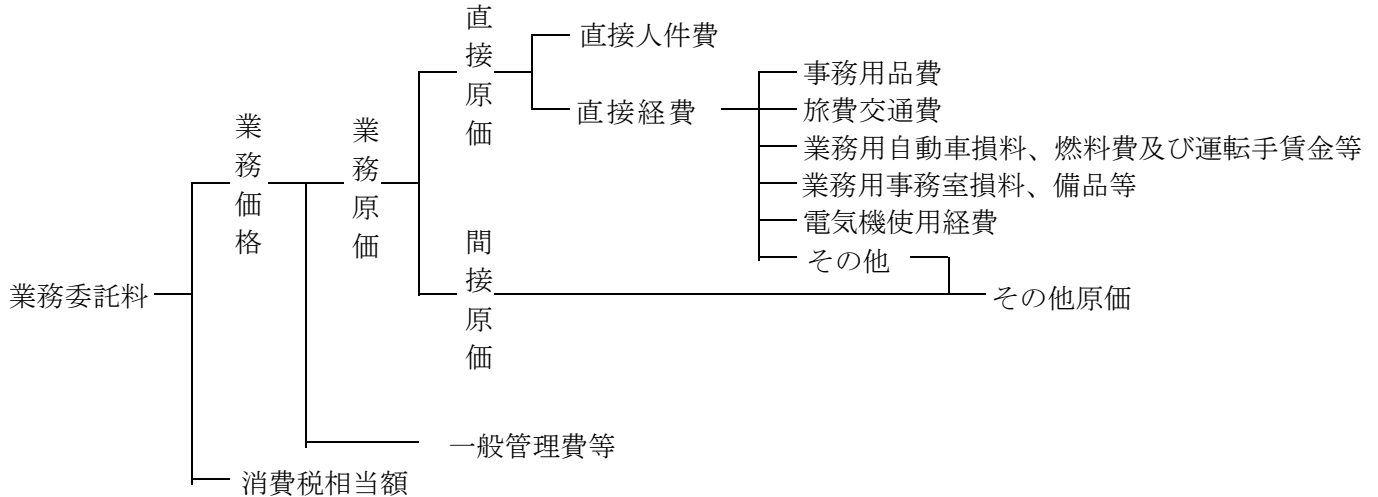 業務委託料
業務価格
消費税相当額
業務原価
一般管理費等
直接原価
間接原価
直接人件費
直接経費
事務用品費
旅費交通費
業務用自動車損料、燃料費及び運転手賃金等
業務用事務室損料、備品等
電気機使用経費
その他
その他原価